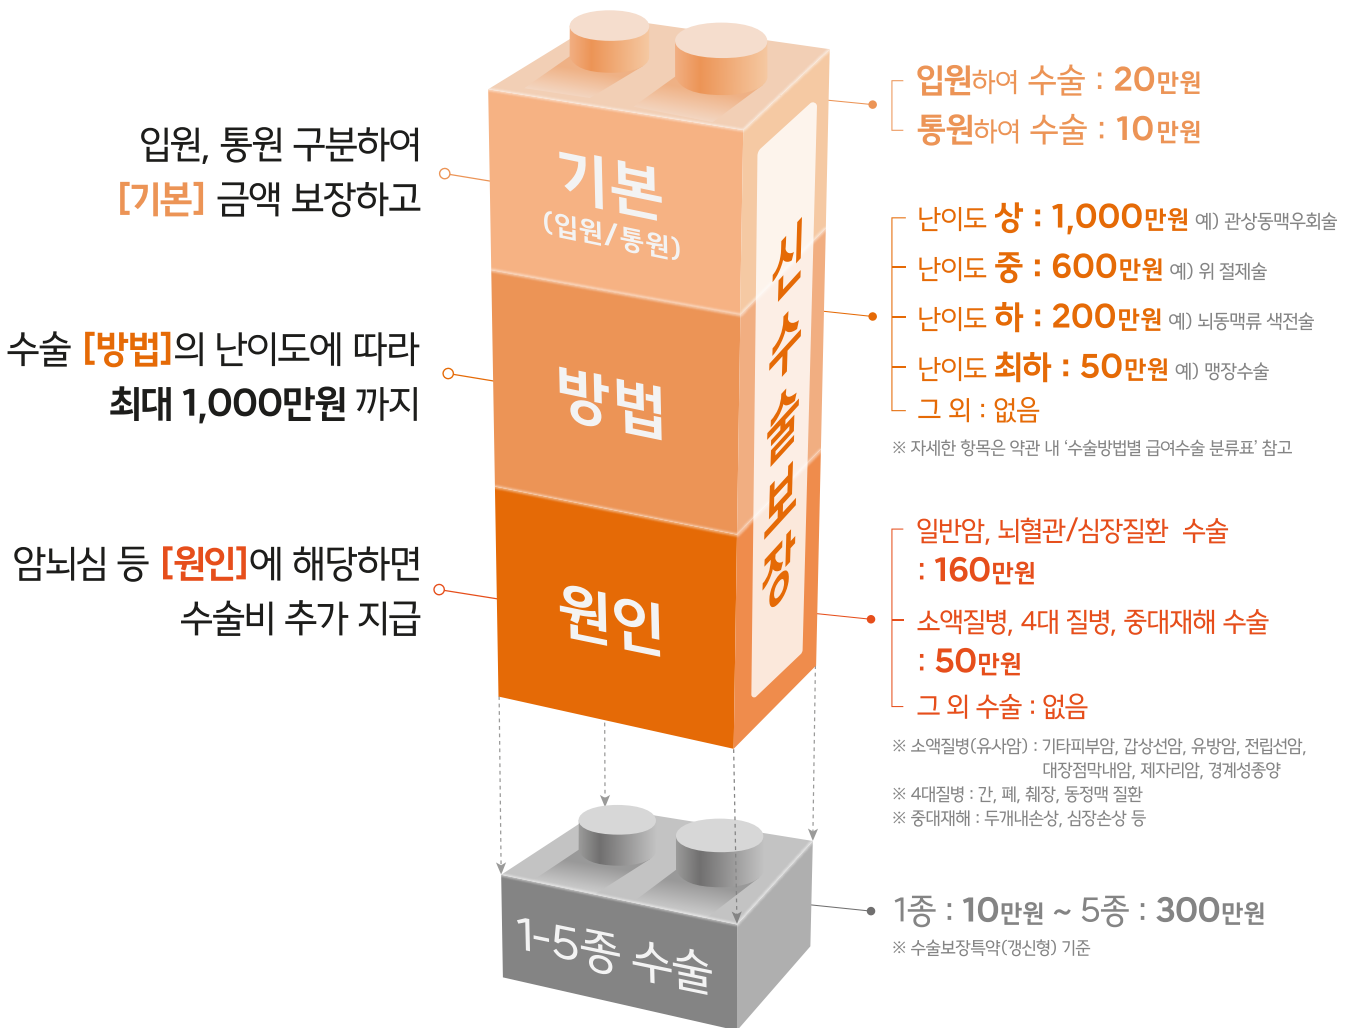 입원, 통원 구분하여
[기본] 금액 보장하고
수술 [방법]의 난이도에 따라
최대 1,000만원 까지
암뇌심 등 [원인]에 해당하면
수술비 추가 지급
기본
(입원/통원)
방법
원인
신수술보장
1-5종 수술
입원하여 수술 : 20만원
통원하여 수술 : 10만원
난이도 상 : 1,000만원 예) 관상동맥우회술
난이도 중 : 600만원 예) 위 절제술
난이도 하 : 200만원 예) 뇌동맥류 색전술
난이도 최하 : 50만원 예) 맹장수술
그 외 : 없음
※ 자세한 항목은 약관 내 ‘수술방법별 급여수술 분류표’ 참고
일반암, 뇌혈관/심장질환 수술
: 160만원
소액질병, 4대 질병, 중대재해 수술
: 50만원
그 외 수술 : 없음
※ 소액질병(유사암) : 기타피부암, 갑상선암, 유방암, 전립선암,
대장점막내암, 제자리암, 경계성종양
※ 4대질병 : 간, 폐, 췌장, 동정맥 질환
※ 중대재해 : 두개내손상, 심장손상 등
1종 : 10만원 ~ 5종 : 300만원
※ 수술보장특약(갱신형) 기준